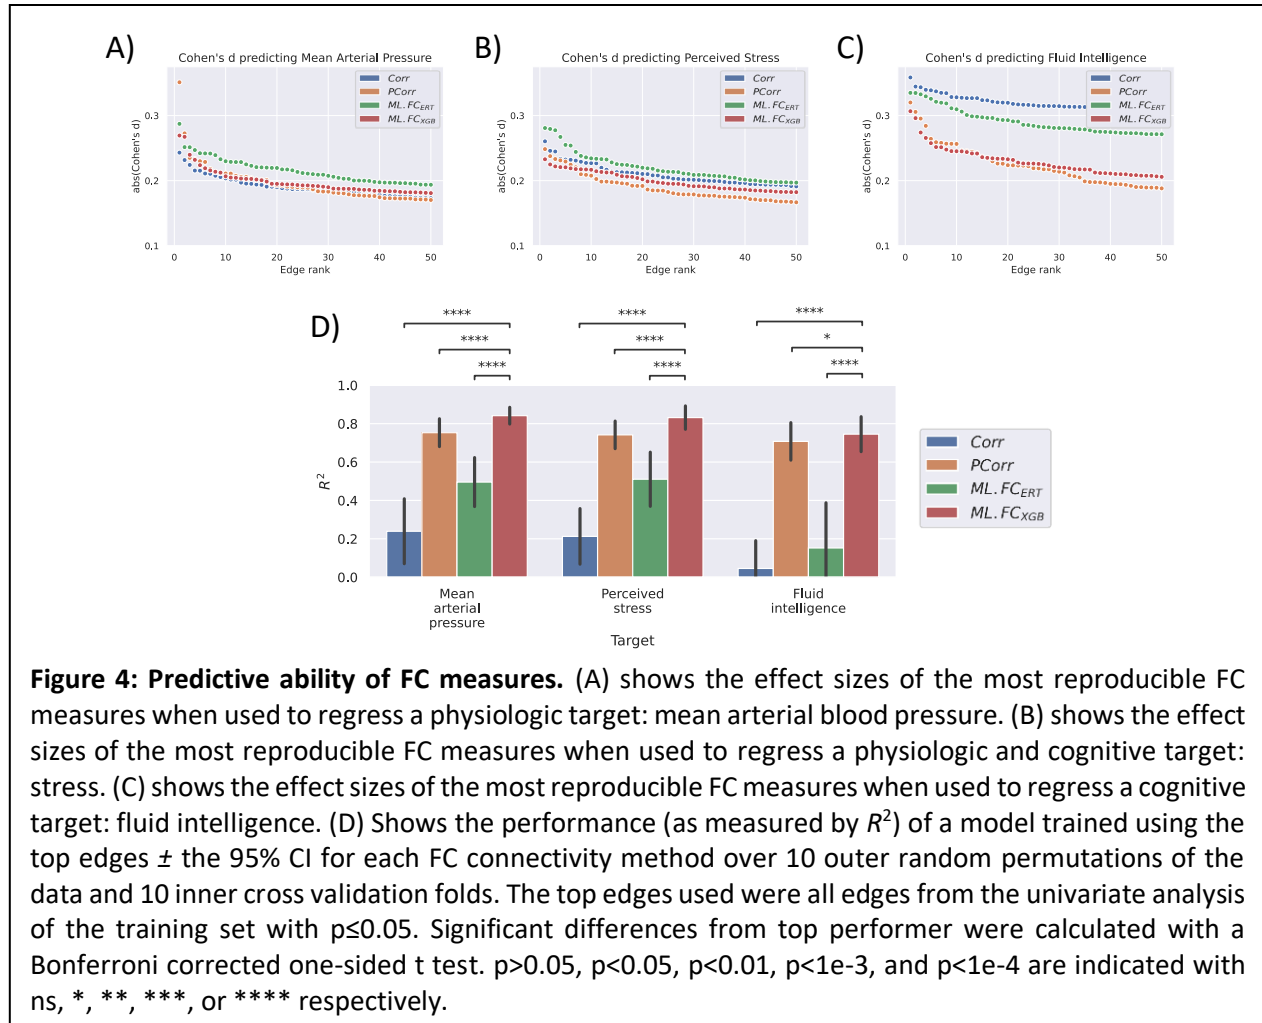 A)
Cohen's d predicting Mean Arterial Pressure
Corr
PCorr
ML.FC_ERT
ML.FC_XGB
abs(Cohen's d)
0.3
0.2
0.1
0 10 20 30 40 50
Edge rank
B)
Cohen's d predicting Perceived Stress
Corr
PCorr
ML.FC_ERT
ML.FC_XGB
abs(Cohen's d)
0.3
0.2
0.1
0 10 20 30 40 50
Edge rank
C)
Cohen's d predicting Fluid Intelligence
Corr
PCorr
ML.FC_ERT
ML.FC_XGB
abs(Cohen's d)
0.3
0.2
0.1
0 10 20 30 40 50
Edge rank
D)
**** **** ****
**** **** *
**** **** ****
1.0
0.8
0.6
0.4
0.2
0.0
R²
Mean arterial pressure
Perceived stress
Fluid intelligence
Target
Corr
PCorr
ML.FC_ERT
ML.FC_XGB
Figure 4: Predictive ability of FC measures. (A) shows the effect sizes of the most reproducible FC
measures when used to regress a physiologic target: mean arterial blood pressure. (B) shows the effect
sizes of the most reproducible FC measures when used to regress a physiologic and cognitive target:
stress. (C) shows the effect sizes of the most reproducible FC measures when used to regress a cognitive
target: fluid intelligence. (D) Shows the performance (as measured by R²) of a model trained using the
top edges ± the 95% CI for each FC connectivity method over 10 outer random permutations of the
data and 10 inner cross validation folds. The top edges used were all edges from the univariate analysis
of the training set with p≤0.05. Significant differences from top performer were calculated with a
Bonferroni corrected one-sided t test. p>0.05, p<0.05, p<0.01, p<1e-3, and p<1e-4 are indicated with
ns, *, **, ***, or **** respectively.